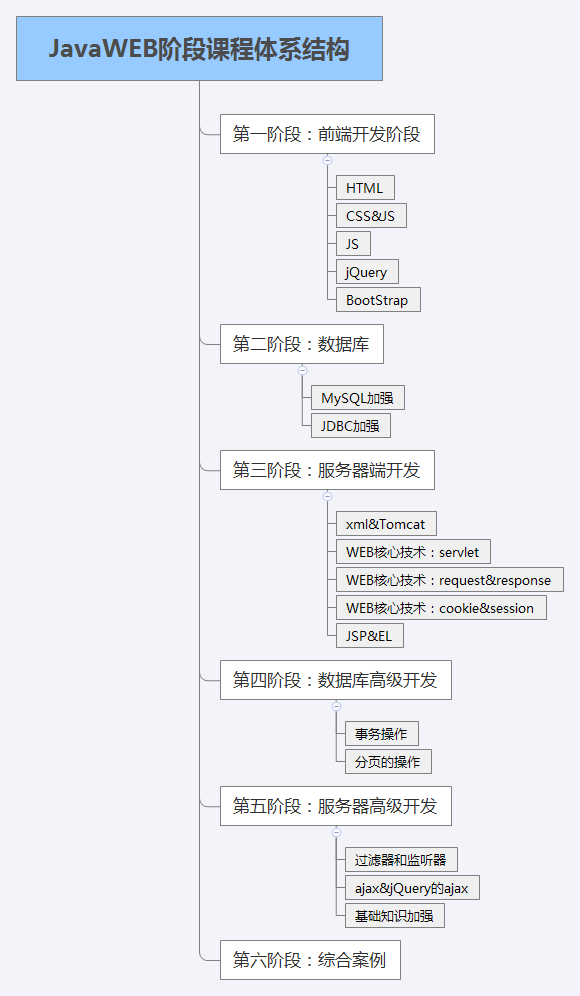 JavaWEB阶段课程体系结构
第一阶段：前端开发阶段
HTML
CSS&JS
JS
jQuery
BootStrap
第二阶段：数据库
MySQL加强
JDBC加强
第三阶段：服务器端开发
xml&Tomcat
WEB核心技术：servlet
WEB核心技术：request&response
WEB核心技术：cookie&session
JSP&EL
第四阶段：数据库高级开发
事务操作
分页的操作
第五阶段：服务器高级开发
过滤器和监听器
ajax&jQuery的ajax
基础知识加强
第六阶段：综合案例